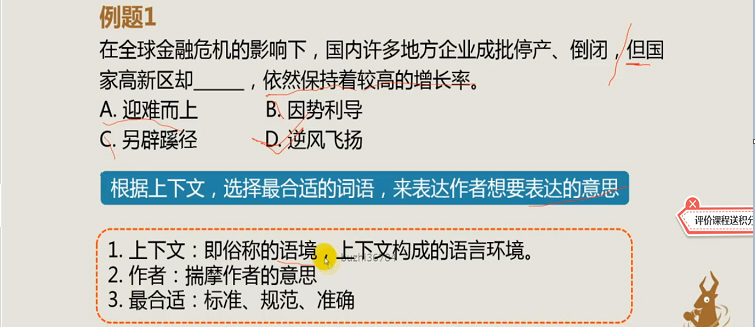 例题1
在全球金融危机的影响下，国内许多地方企业成批停产、倒闭，但国
家高新区却_____，依然保持着较高的增长率。
A. 迎难而上 B. 因势利导
C. 另辟蹊径 D. 逆风飞扬
根据上下文，选择最合适的词语，来表达作者想要表达的意思
评价课程送积分
1. 上下文：即俗称的语境，上下文构成的语言环境。
2. 作者：揣摩作者的意思
3. 最合适：标准、规范、准确